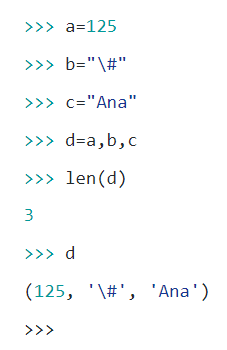 >>> a=125
>>> b="\#"
>>> c="Ana"
>>> d=a,b,c
>>> len(d)
3
>>> d
(125, '\#', 'Ana')
>>>